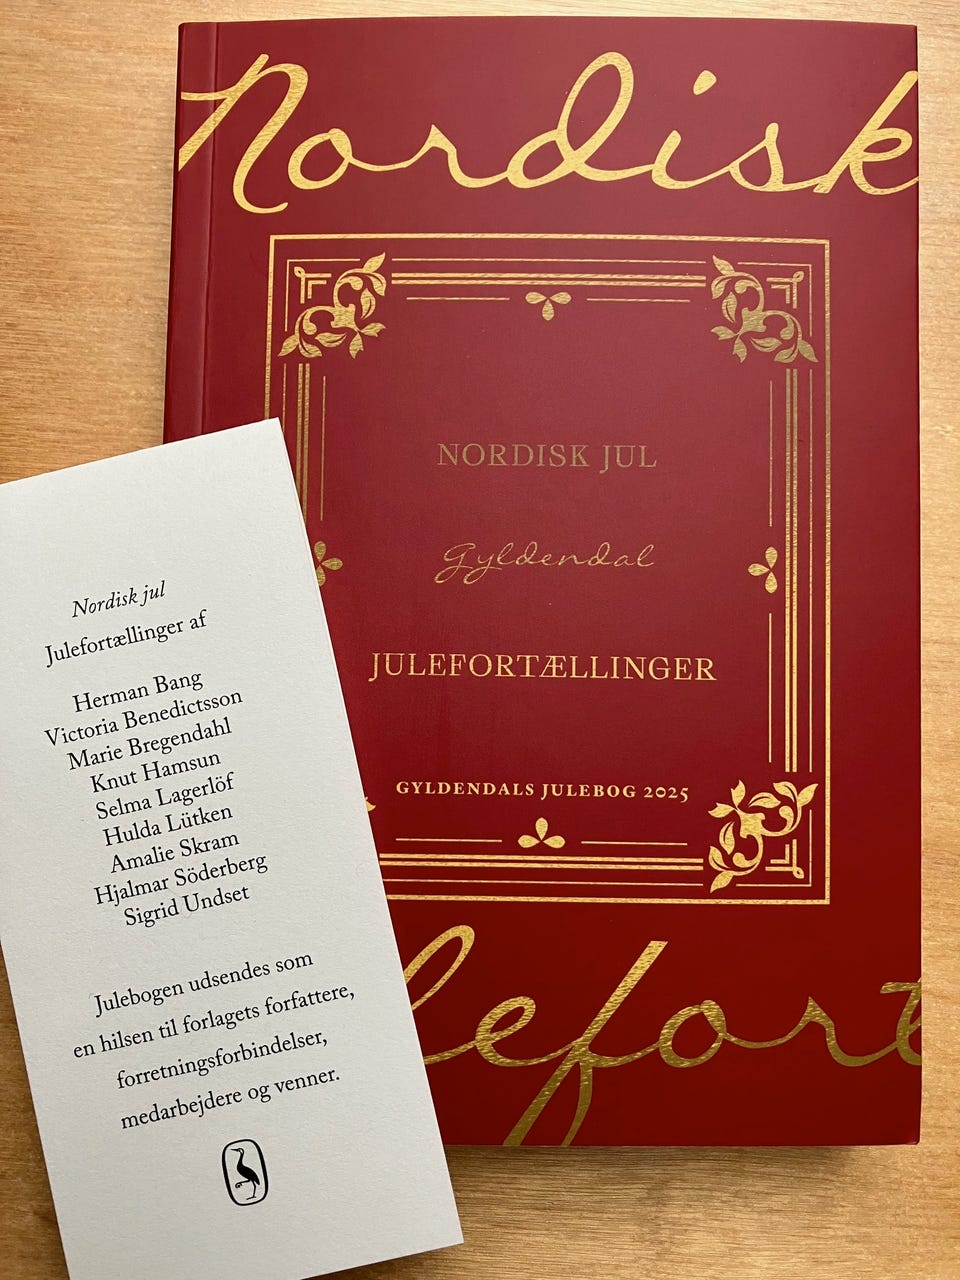 Nordisk
NORDISK JUL
Gyldendal
JULEFORTÆLLINGER
GYLDENDALS JULEBOG 2025
lefort
Nordisk jul
Julefortællinger af
Herman Bang
Victoria Benedictsson
Marie Bregendahl
Knut Hamsun
Selma Lagerlöf
Hulda Lütken
Amalie Skram
Hjalmar Söderberg
Sigrid Undset
Julebogen udsendes som
en hilsen til forlagets forfattere,
forretningsforbindelser,
medarbejdere og venner.